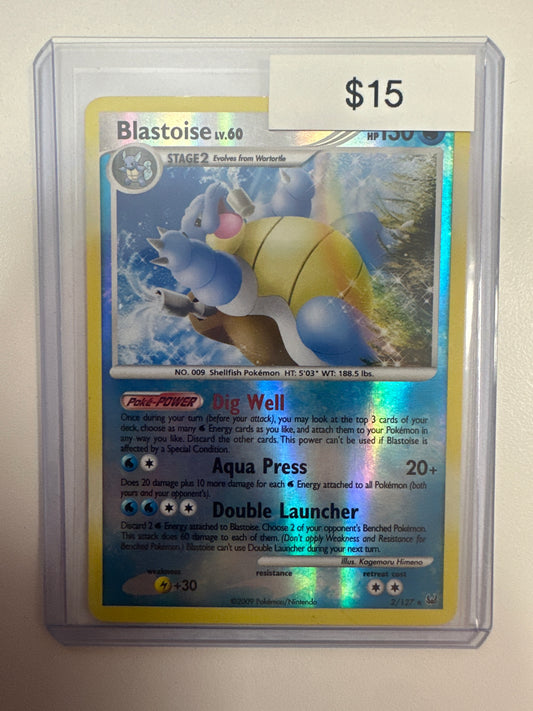 $15
Blastoise LV.60
HP 130
STAGE2 Evolves from Wartortle
NO. 009 Shellfish Pokémon HT: 5'03" WT: 188.5 lbs.
Poké-POWER Dig Well
Once during your turn (before your attack), you may look at the top 3 cards of your
deck, choose as many Energy cards as you like, and attach them to your Pokémon in
any way you like. Discard the other cards. This power can't be used if Blastoise is
affected by a Special Condition.
Aqua Press 20+
Does 20 damage plus 10 more damage for each Energy attached to all Pokémon (both
yours and your opponent's).
Double Launcher
Discard 2 Energy attached to Blastoise. Choose 2 of your opponent's Benched Pokémon.
This attack does 60 damage to each of them. (Don't apply Weakness and Resistance for
Benched Pokémon.) Blastoise can't use Double Launcher during your next turn.
Illus. Kagemaru Himeno
weakness resistance retreat cost
+30
©2009 Pokémon/Nintendo 2/127 ★